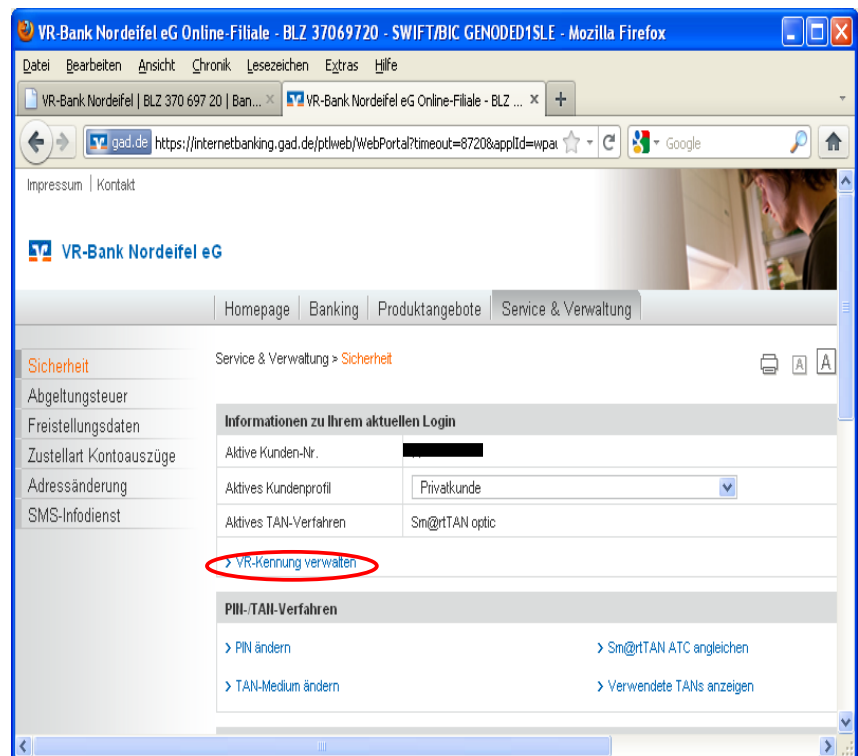 VR-Bank Nordeifel eG Online-Filiale - BLZ 37069720 - SWIFT/BIC GENODED1SLE - Mozilla Firefox
Datei Bearbeiten Ansicht Chronik Lesezeichen Extras Hilfe
VR-Bank Nordeifel | BLZ 370 697 20 | Ban... × VR-Bank Nordeifel eG Online-Filiale - BLZ ... × +
gad.de https://internetbanking.gad.de/ptlweb/WebPortal?timeout=8720&applId=wpau Google
Impressum | Kontakt
VR-Bank Nordeifel eG
Homepage | Banking | Produktangebote | Service & Verwaltung
Sicherheit
Abgeltungsteuer
Freistellungsdaten
Zustellart Kontoauszüge
Adressänderung
SMS-Infodienst
Service & Verwaltung > Sicherheit A A
Informationen zu Ihrem aktuellen Login
Aktive Kunden-Nr.
Aktives Kundenprofil Privatkunde
Aktives TAN-Verfahren Sm@rtTAN optic
> VR-Kennung verwalten
PIN-/TAN-Verfahren
> PIN ändern > Sm@rtTAN ATC angleichen
> TAN-Medium ändern > Verwendete TANs anzeigen